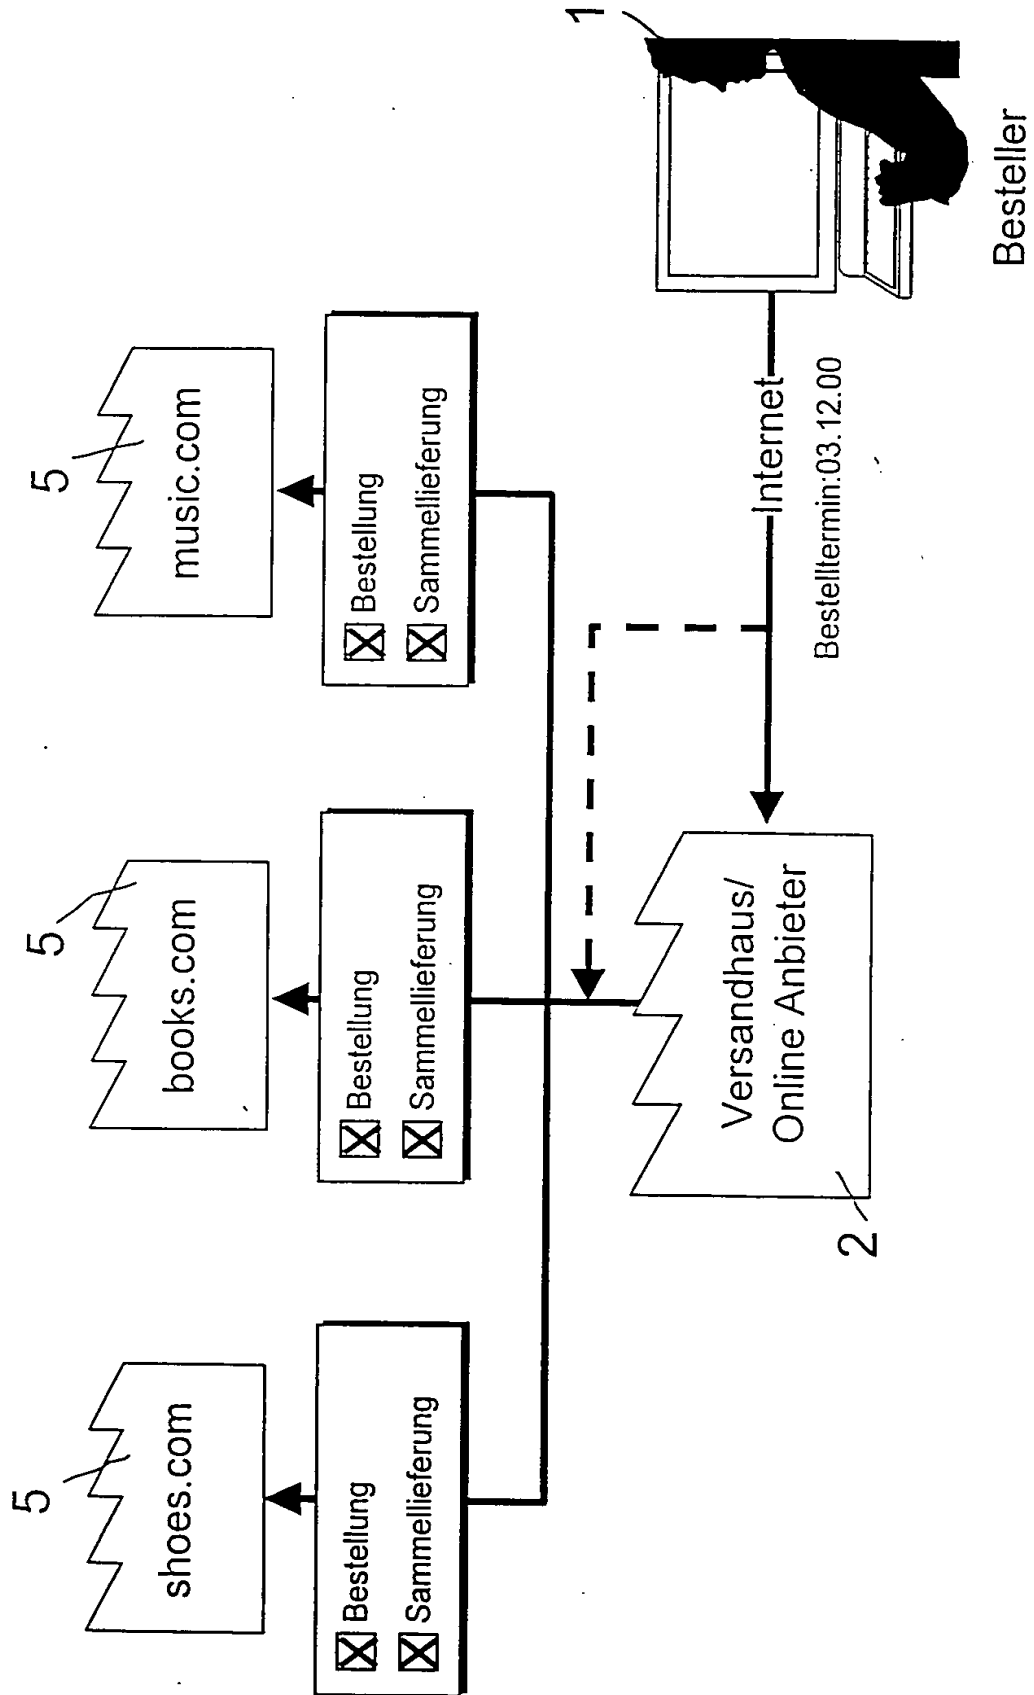 5
shoes.com
☒ Bestellung
☒ Sammellieferung
5
books.com
☒ Bestellung
☒ Sammellieferung
5
music.com
☒ Bestellung
☒ Sammellieferung
2
Versandhaus/
Online Anbieter
Internet
Bestelltermin:03.12.00
1
Besteller